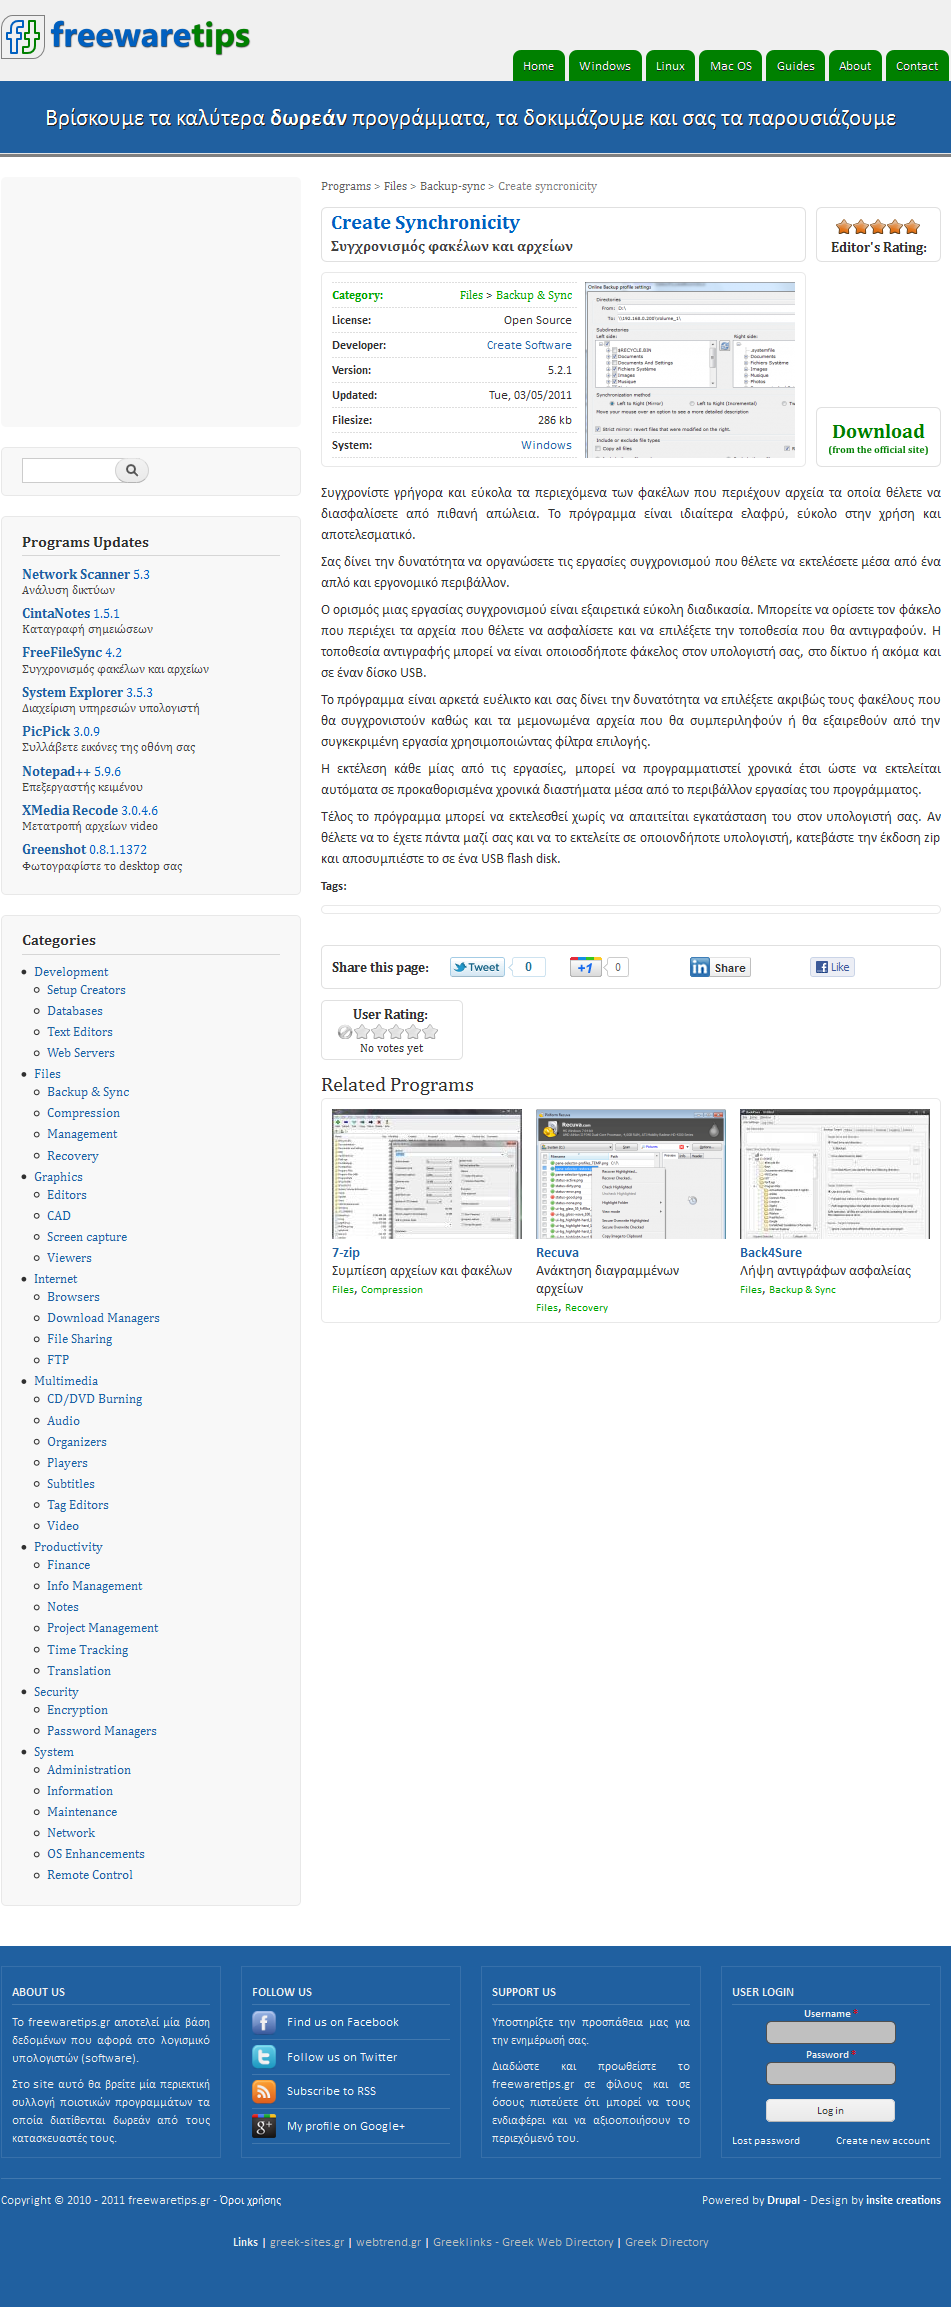 freewaretips
Home
Windows
Linux
Mac OS
Guides
About
Contact
Βρίσκουμε τα καλύτερα δωρεάν προγράμματα, τα δοκιμάζουμε και σας τα παρουσιάζουμε
Programs > Files > Backup-sync > Create syncronicity
Create Synchronicity
Συγχρονισμός φακέλων και αρχείων
Editor's Rating:
Category: Files > Backup & Sync
License: Open Source
Developer: Create Software
Version: 5.2.1
Updated: Tue, 03/05/2011
Filesize: 286 kb
System: Windows
Download
(from the official site)
Συγχρονίστε γρήγορα και εύκολα τα περιεχόμενα των φακέλων που περιέχουν αρχεία τα οποία θέλετε να
διασφαλίσετε από πιθανή απώλεια. Το πρόγραμμα είναι ιδιαίτερα ελαφρύ, εύκολο στην χρήση και
αποτελεσματικό.
Σας δίνει την δυνατότητα να οργανώσετε τις εργασίες συγχρονισμού που θέλετε να εκτελέσετε μέσα από ένα
απλό και εργονομικό περιβάλλον.
Ο ορισμός μιας εργασίας συγχρονισμού είναι εξαιρετικά εύκολη διαδικασία. Μπορείτε να ορίσετε τον φάκελο
που περιέχει τα αρχεία που θέλετε να ασφαλίσετε και να επιλέξετε την τοποθεσία που θα αντιγραφούν. Η
τοποθεσία αντιγραφής μπορεί να είναι οποιοσδήποτε φάκελος στον υπολογιστή σας, στο δίκτυο ή ακόμα και
σε έναν δίσκο USB.
Το πρόγραμμα είναι αρκετά ευέλικτο και σας δίνει την δυνατότητα να επιλέξετε ακριβώς τους φακέλους που
θα συγχρονιστούν καθώς και τα μεμονωμένα αρχεία που θα συμπεριληφούν ή θα εξαιρεθούν από την
συγκεκριμένη εργασία χρησιμοποιώντας φίλτρα επιλογής.
Η εκτέλεση κάθε μίας από τις εργασίες, μπορεί να προγραμματιστεί χρονικά έτσι ώστε να εκτελείται
αυτόματα σε προκαθορισμένα χρονικά διαστήματα μέσα από το περιβάλλον εργασίας του προγράμματος.
Τέλος το πρόγραμμα μπορεί να εκτελεσθεί χωρίς να απαιτείται εγκατάσταση του στον υπολογιστή σας. Αν
θέλετε να το έχετε πάντα μαζί σας και να το εκτελείτε σε οποιονδήποτε υπολογιστή, κατεβάστε την έκδοση zip
και αποσυμπιέστε το σε ένα USB flash disk.
Tags:
Share this page:
Tweet 0
+1 0
in Share
Like
User Rating:
No votes yet
Related Programs
7-zip
Συμπίεση αρχείων και φακέλων
Files, Compression
Recuva
Ανάκτηση διαγραμμένων
αρχείων
Files, Recovery
Back4Sure
Λήψη αντιγράφων ασφαλείας
Files, Backup & Sync
Programs Updates
Network Scanner 5.3
Ανάλυση δικτύων
CintaNotes 1.5.1
Καταγραφή σημειώσεων
FreeFileSync 4.2
Συγχρονισμός φακέλων και αρχείων
System Explorer 3.5.3
Διαχείριση υπηρεσιών υπολογιστή
PicPick 3.0.9
Συλλάβετε εικόνες της οθόνη σας
Notepad++ 5.9.6
Επεξεργαστής κειμένου
XMedia Recode 3.0.4.6
Μετατροπή αρχείων video
Greenshot 0.8.1.1372
Φωτογραφίστε το desktop σας
Categories
Development
Setup Creators
Databases
Text Editors
Web Servers
Files
Backup & Sync
Compression
Management
Recovery
Graphics
Editors
CAD
Screen capture
Viewers
Internet
Browsers
Download Managers
File Sharing
FTP
Multimedia
CD/DVD Burning
Audio
Organizers
Players
Subtitles
Tag Editors
Video
Productivity
Finance
Info Management
Notes
Project Management
Time Tracking
Translation
Security
Encryption
Password Managers
System
Administration
Information
Maintenance
Network
OS Enhancements
Remote Control
ABOUT US
Το freewaretips.gr αποτελεί μία βάση
δεδομένων που αφορά στο λογισμικό
υπολογιστών (software).
Στο site αυτό θα βρείτε μία περιεκτική
συλλογή ποιοτικών προγραμμάτων τα
οποία διατίθενται δωρεάν από τους
κατασκευαστές τους.
FOLLOW US
Find us on Facebook
Follow us on Twitter
Subscribe to RSS
My profile on Google+
SUPPORT US
Υποστηρίξτε την προσπάθεια μας για
την ενημέρωσή σας.
Διαδώστε και προωθείστε το
freewaretips.gr σε φίλους και σε
όσους πιστεύετε ότι μπορεί να τους
ενδιαφέρει και να αξιοποιήσουν το
περιεχόμενό του.
USER LOGIN
Username *
Password *
Log in
Lost password
Create new account
Copyright © 2010 - 2011 freewaretips.gr - Όροι χρήσης
Powered by Drupal - Design by insite creations
Links | greek-sites.gr | webtrend.gr | Greeklinks - Greek Web Directory | Greek Directory